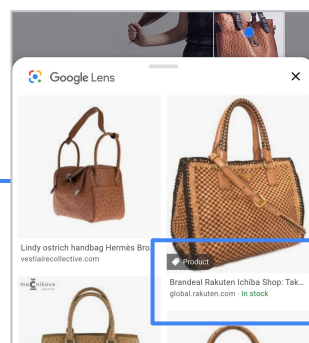 Google Lens
Lindy ostrich handbag Hermès Bro...
vestiairecollective.com
Product
Brandeal Rakuten Ichiba Shop: Tak...
global.rakuten.com · In stock